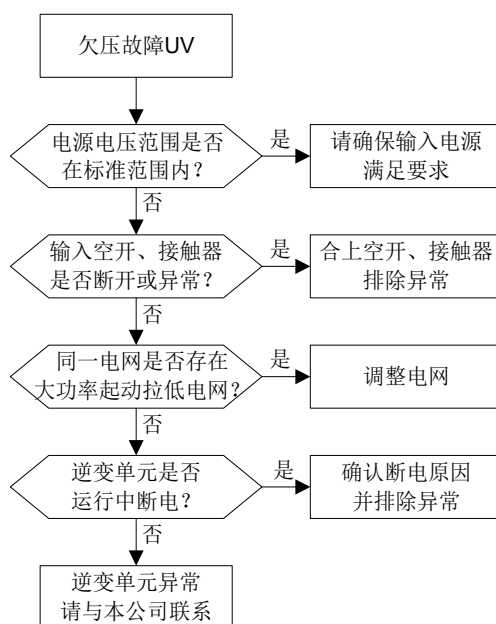 欠压故障UV
电源电压范围是否
在标准范围内？
是
请确保输入电源
满足要求
否
输入空开、接触器
是否断开或异常？
是
合上空开、接触器
排除异常
否
同一电网是否存在
大功率起动拉低电网？
是
调整电网
否
逆变单元是否
运行中断电？
是
确认断电原因
并排除异常
否
逆变单元异常
请与本公司联系